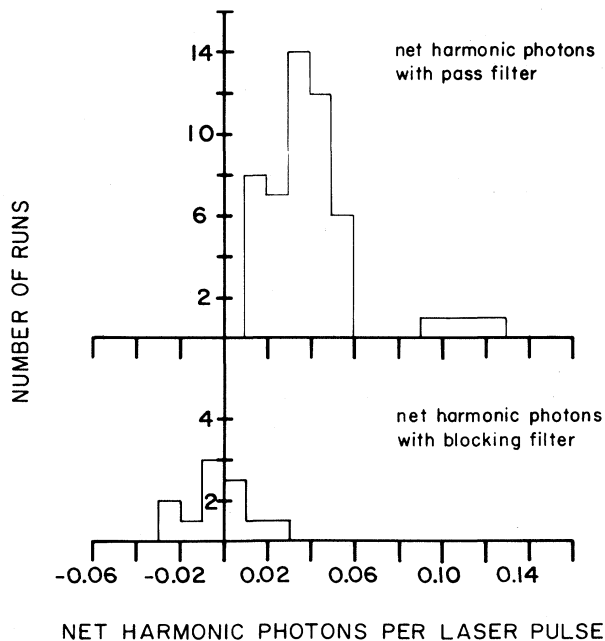 14
net harmonic photons
with pass filter
10
6
2
NUMBER OF RUNS
4
net harmonic photons
with blocking filter
2
-0.06 -0.02 0.02 0.06 0.10 0.14
NET HARMONIC PHOTONS PER LASER PULSE